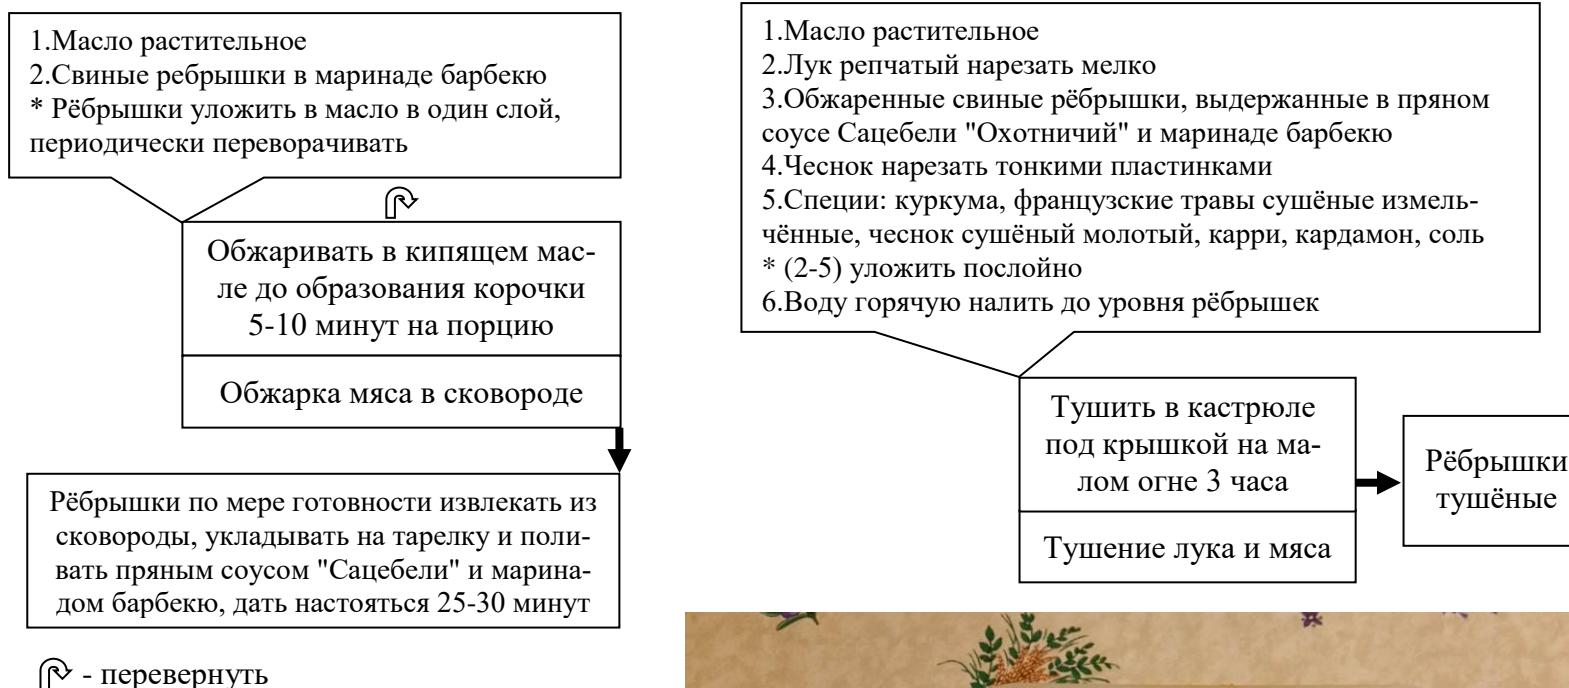 1.Масло растительное
2.Свиные ребрышки в маринаде барбекю
* Рёбрышки уложить в масло в один слой,
периодически переворачивать
Обжаривать в кипящем мас-
ле до образования корочки
5-10 минут на порцию
Обжарка мяса в сковороде
Рёбрышки по мере готовности извлекать из
сковороды, укладывать на тарелку и поли-
вать пряным соусом "Сацебели" и марина-
дом барбекю, дать настояться 25-30 минут
- перевернуть
1.Масло растительное
2.Лук репчатый нарезать мелко
3.Обжаренные свиные рёбрышки, выдержанные в пряном
соусе Сацебели "Охотничий" и маринаде барбекю
4.Чеснок нарезать тонкими пластинками
5.Специи: куркума, французские травы сушёные измель-
чённые, чеснок сушёный молотый, карри, кардамон, соль
* (2-5) уложить послойно
6.Воду горячую налить до уровня рёбрышек
Тушить в кастрюле
под крышкой на ма-
лом огне 3 часа
Тушение лука и мяса
Рёбрышки
тушёные